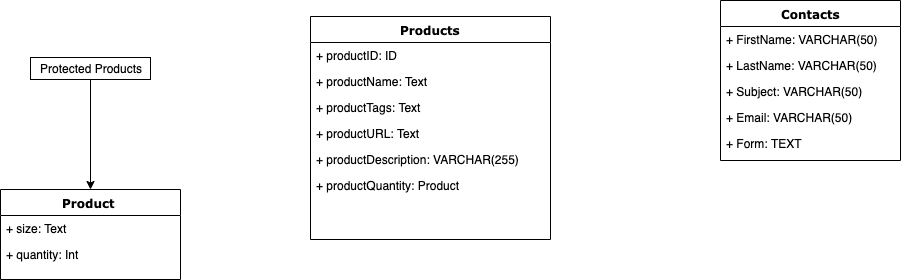 Protected Products
Product
+ size: Text
+ quantity: Int
Products
+ productID: ID
+ productName: Text
+ productTags: Text
+ productURL: Text
+ productDescription: VARCHAR(255)
+ productQuantity: Product
Contacts
+ FirstName: VARCHAR(50)
+ LastName: VARCHAR(50)
+ Subject: VARCHAR(50)
+ Email: VARCHAR(50)
+ Form: TEXT